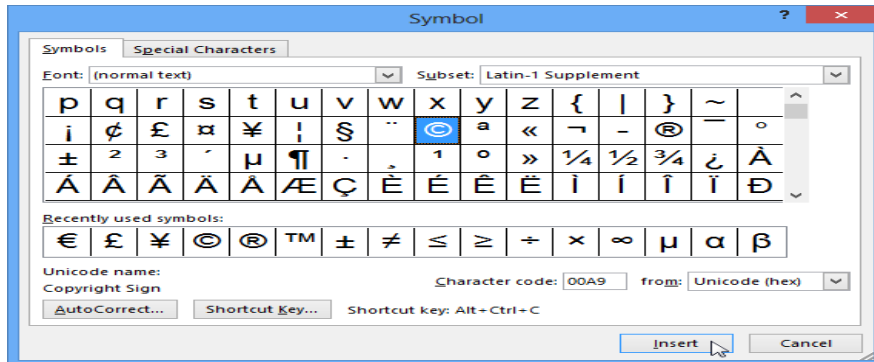 Symbol ? ×
Symbols Special Characters
Font: (normal text) Subset: Latin-1 Supplement
p q r s t u v w x y z { | } ~
¡ ¢ £ ¤ ¥ ¦ § ¨ © ª « ¬ - ® ¯ °
± ² ³ ´ µ ¶ · ¸ ¹ º » ¼ ½ ¾ ¿ À
Á Â Ã Ä Å Æ Ç È É Ê Ë Ì Í Î Ï Ð
Recently used symbols:
€ £ ¥ © ® ™ ± ≠ ≤ ≥ ÷ × ∞ µ α β
Unicode name:
Copyright Sign
Character code: 00A9 from: Unicode (hex)
AutoCorrect... Shortcut Key... Shortcut key: Alt+Ctrl+C
Insert Cancel